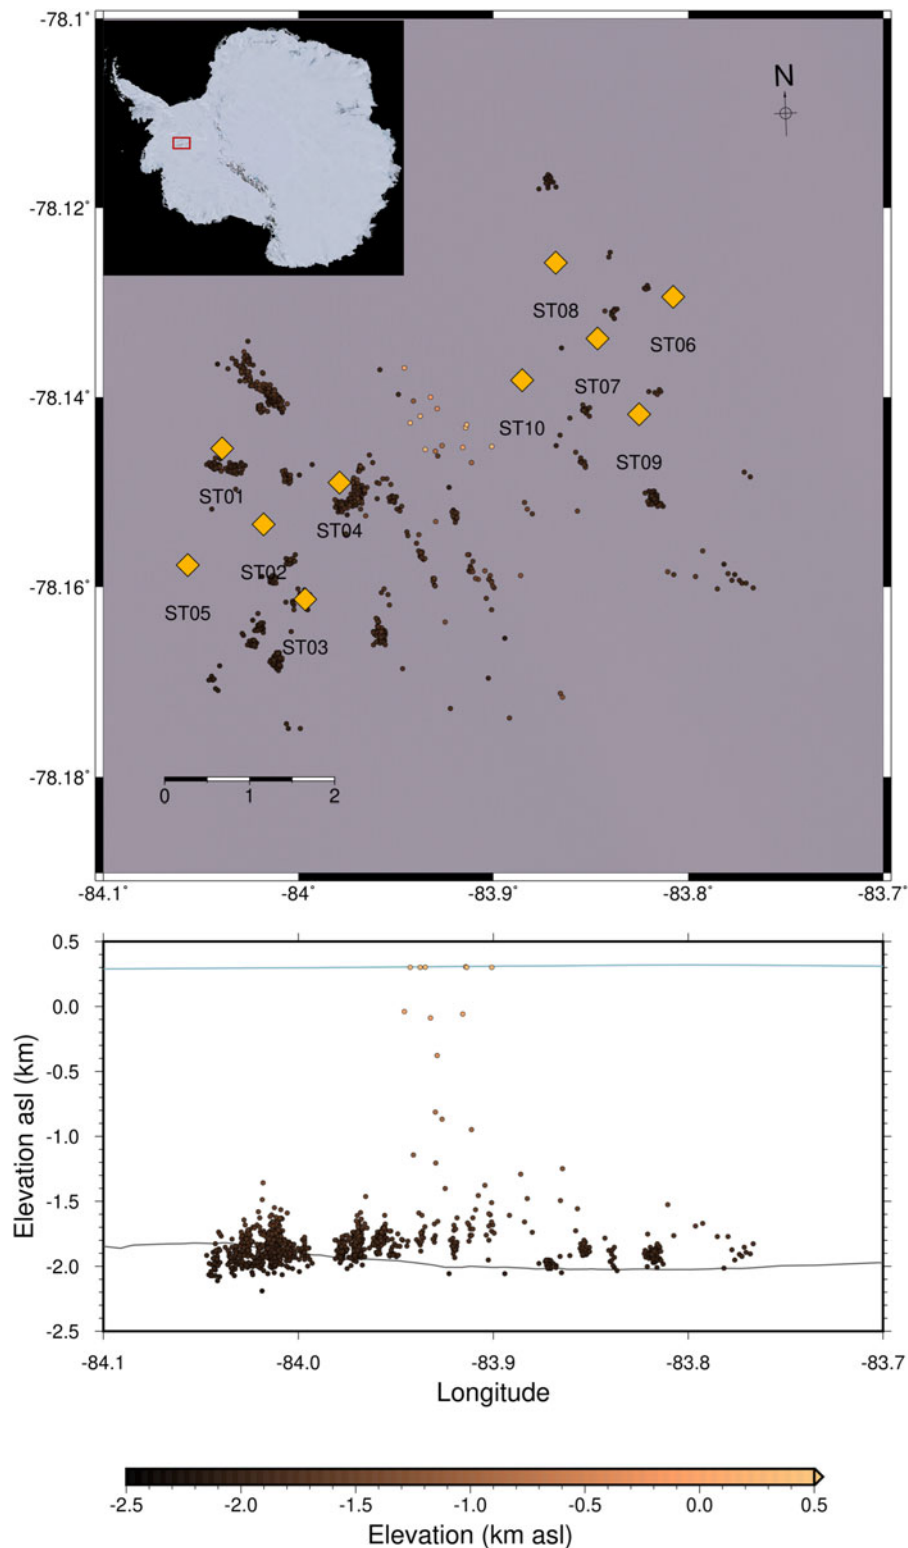 -78.1˚
N
-78.12˚
ST08
ST06
ST07
-78.14˚
ST10
ST09
ST01
ST04
ST02
-78.16˚
ST05
ST03
-78.18˚
0 1 2
-84.1˚ -84˚ -83.9˚ -83.8˚ -83.7˚
0.5
0.0
-0.5
-1.0
-1.5
-2.0
-2.5
Elevation asl (km)
-84.1 -84.0 -83.9 -83.8 -83.7
Longitude
-2.5 -2.0 -1.5 -1.0 -0.5 0.0 0.5
Elevation (km asl)